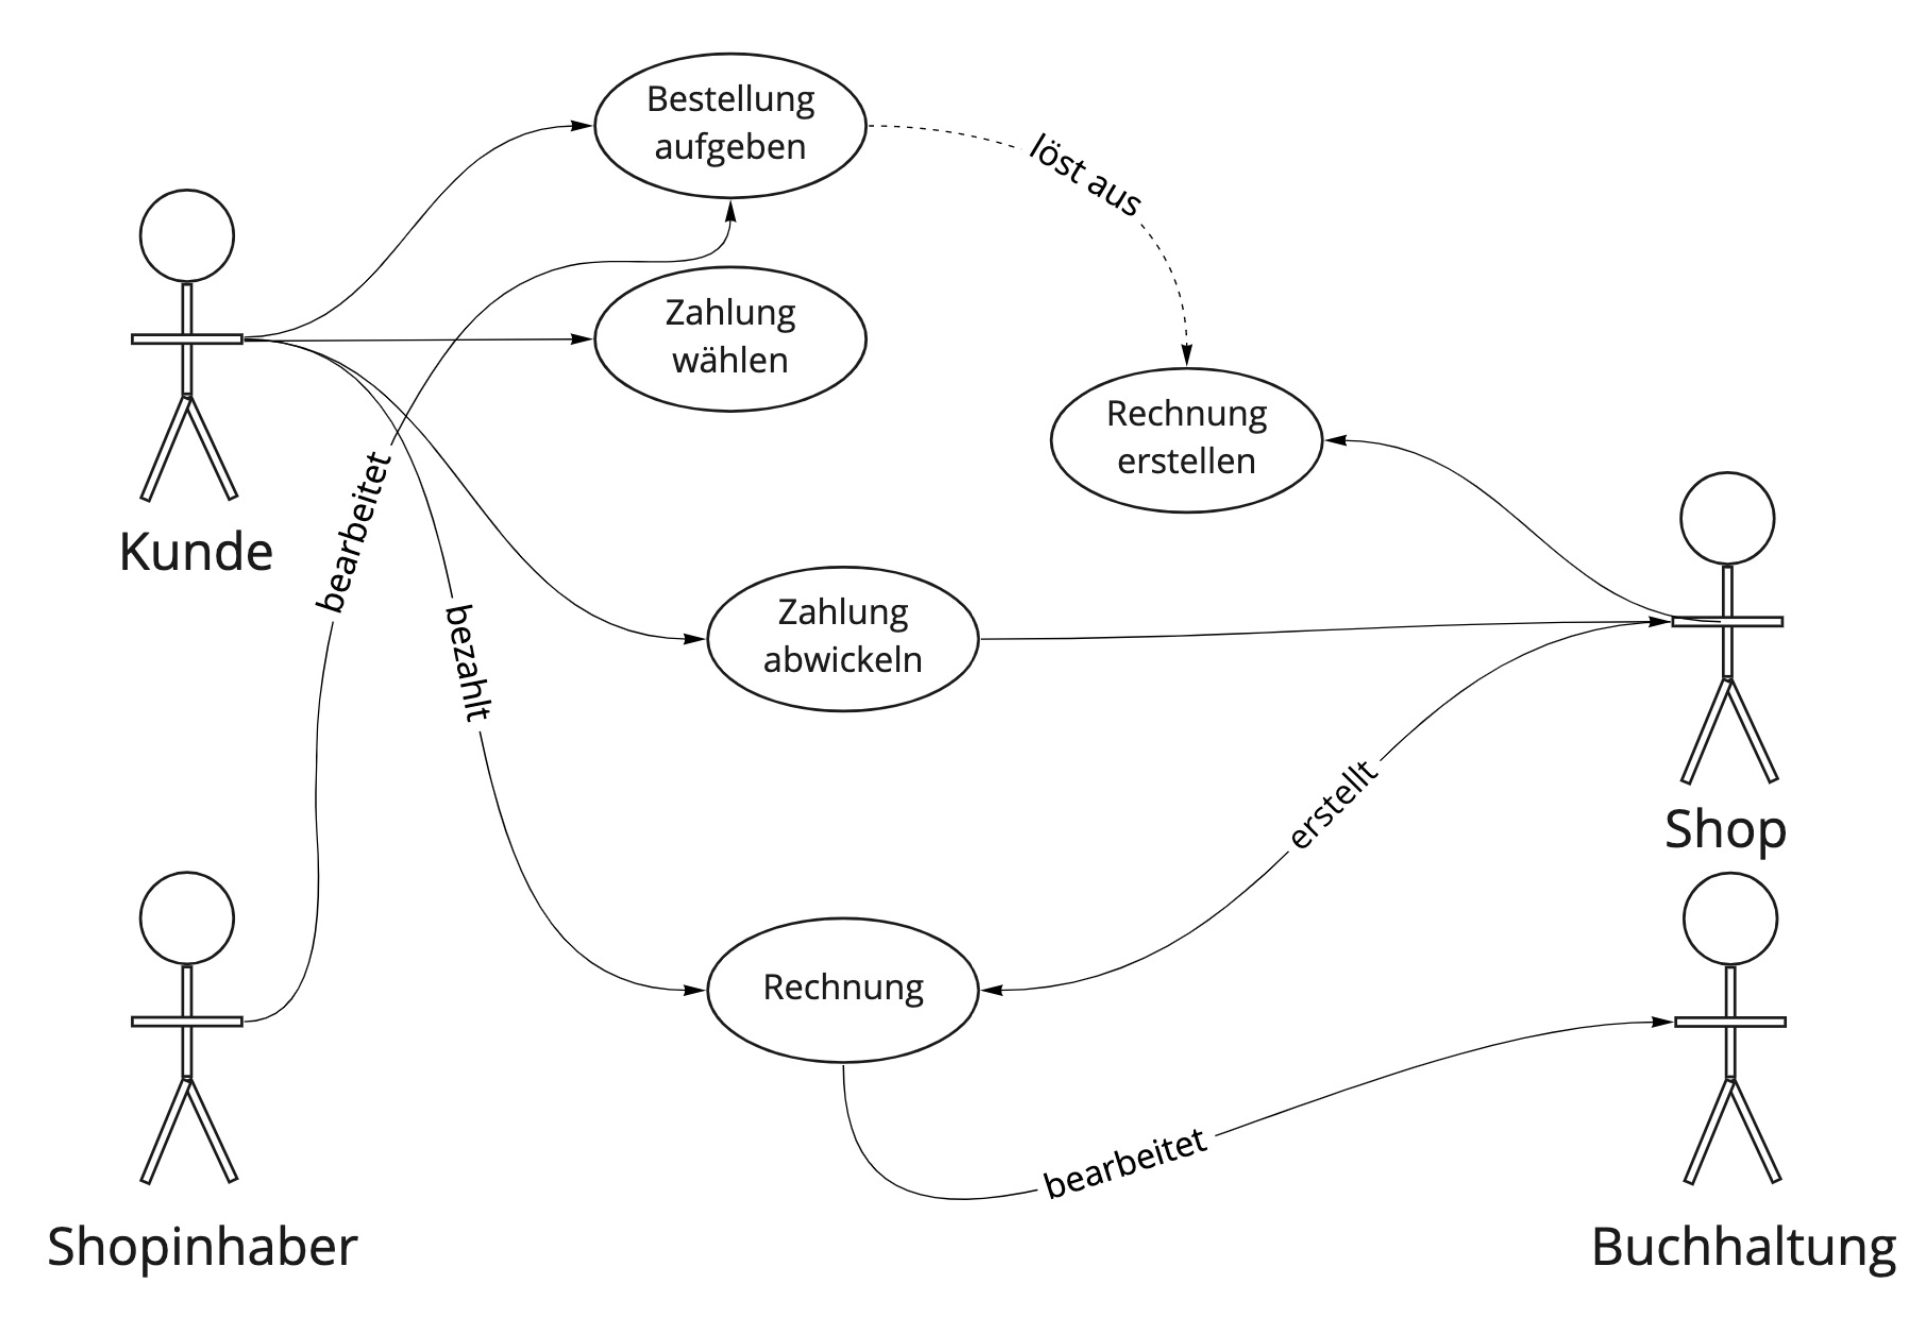 Bestellung
aufgeben
löst aus
Zahlung
wählen
Rechnung
erstellen
Kunde
bearbeitet
bezahlt
Zahlung
abwickeln
Shop
erstellt
Rechnung
bearbeitet
Shopinhaber
Buchhaltung